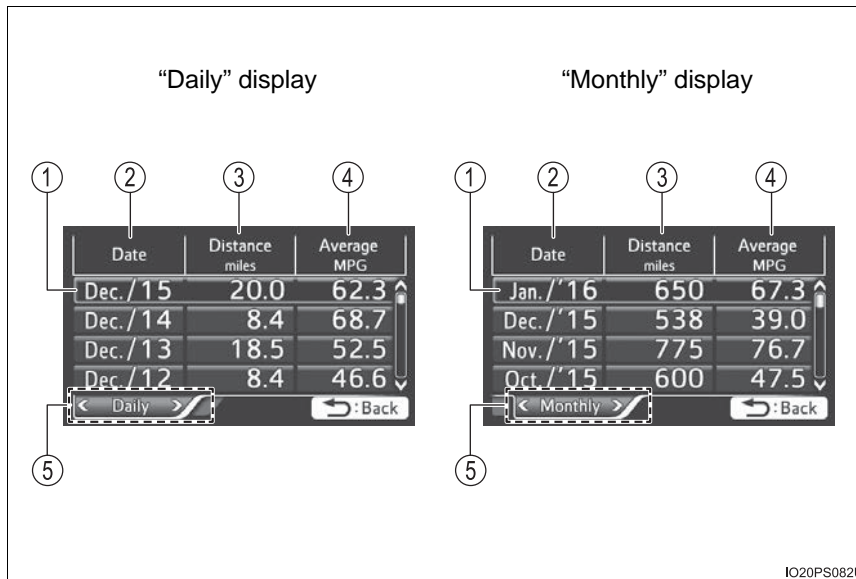 “Daily” display
“Monthly” display
1 2 3 4
Date Distance miles Average MPG
Dec./15 20.0 62.3
Dec./14 8.4 68.7
Dec./13 18.5 52.5
Dec./12 8.4 46.6
< Daily > :Back
5
1 2 3 4
Date Distance miles Average MPG
Jan./’16 650 67.3
Dec./’15 538 39.0
Nov./’15 775 76.7
Oct./’15 600 47.5
< Monthly > :Back
5
IO20PS082U